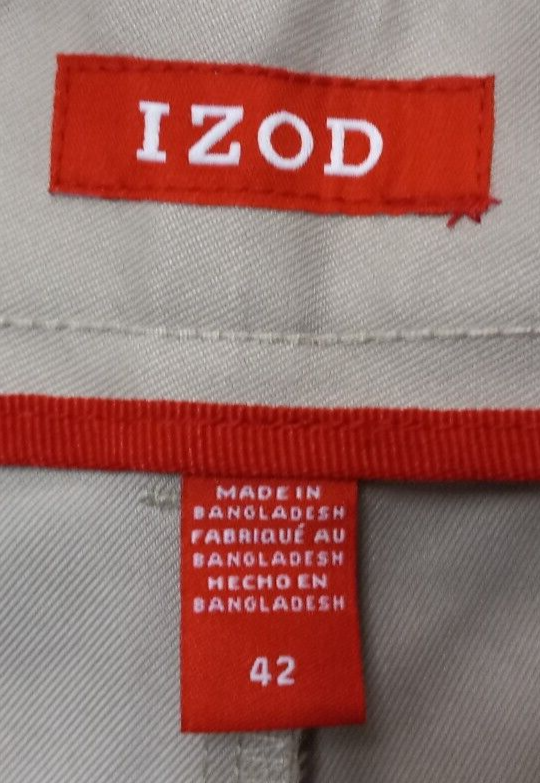 IZOD
MADE IN
BANGLADESH
FABRIQUÉ AU
BANGLADESH
HECHO EN
BANGLADESH
42